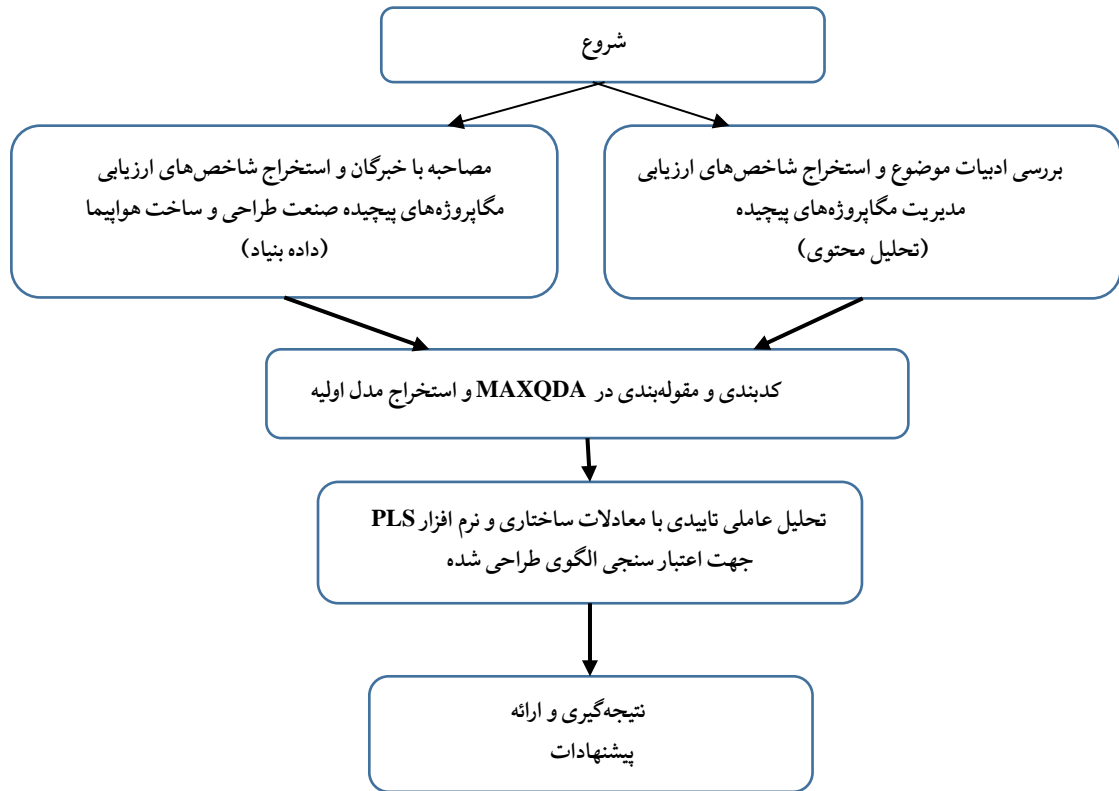 شروع
بررسی ادبیات موضوع و استخراج شاخص‌های ارزیابی
مدیریت مگاپروژه‌های پیچیده
(تحلیل محتوی)
مصاحبه با خبرگان و استخراج شاخص‌های ارزیابی
مگاپروژه‌های پیچیده صنعت طراحی و ساخت هواپیما
(داده بنیاد)
کدبندی و مقوله‌بندی در MAXQDA و استخراج مدل اولیه
تحلیل عاملی تاییدی با معادلات ساختاری و نرم افزار PLS
جهت اعتبار سنجی الگوی طراحی شده
نتیجه‌گیری و ارائه
پیشنهادات